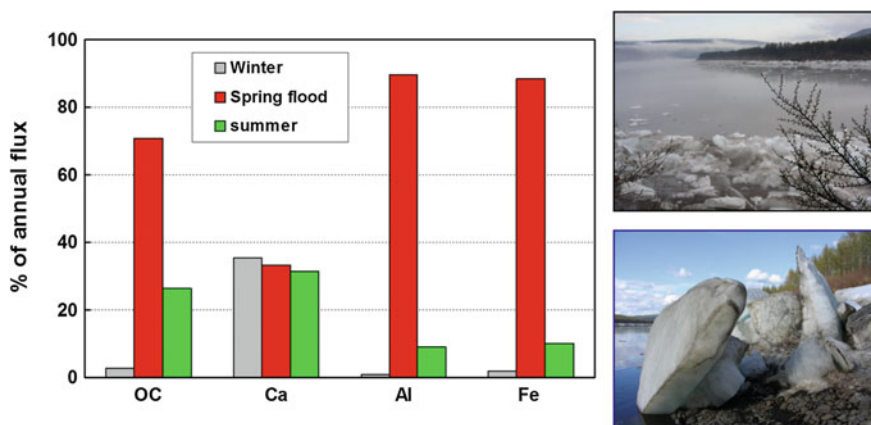 % of annual flux
100
80
60
40
20
0
Winter
Spring flood
summer
OC Ca Al Fe